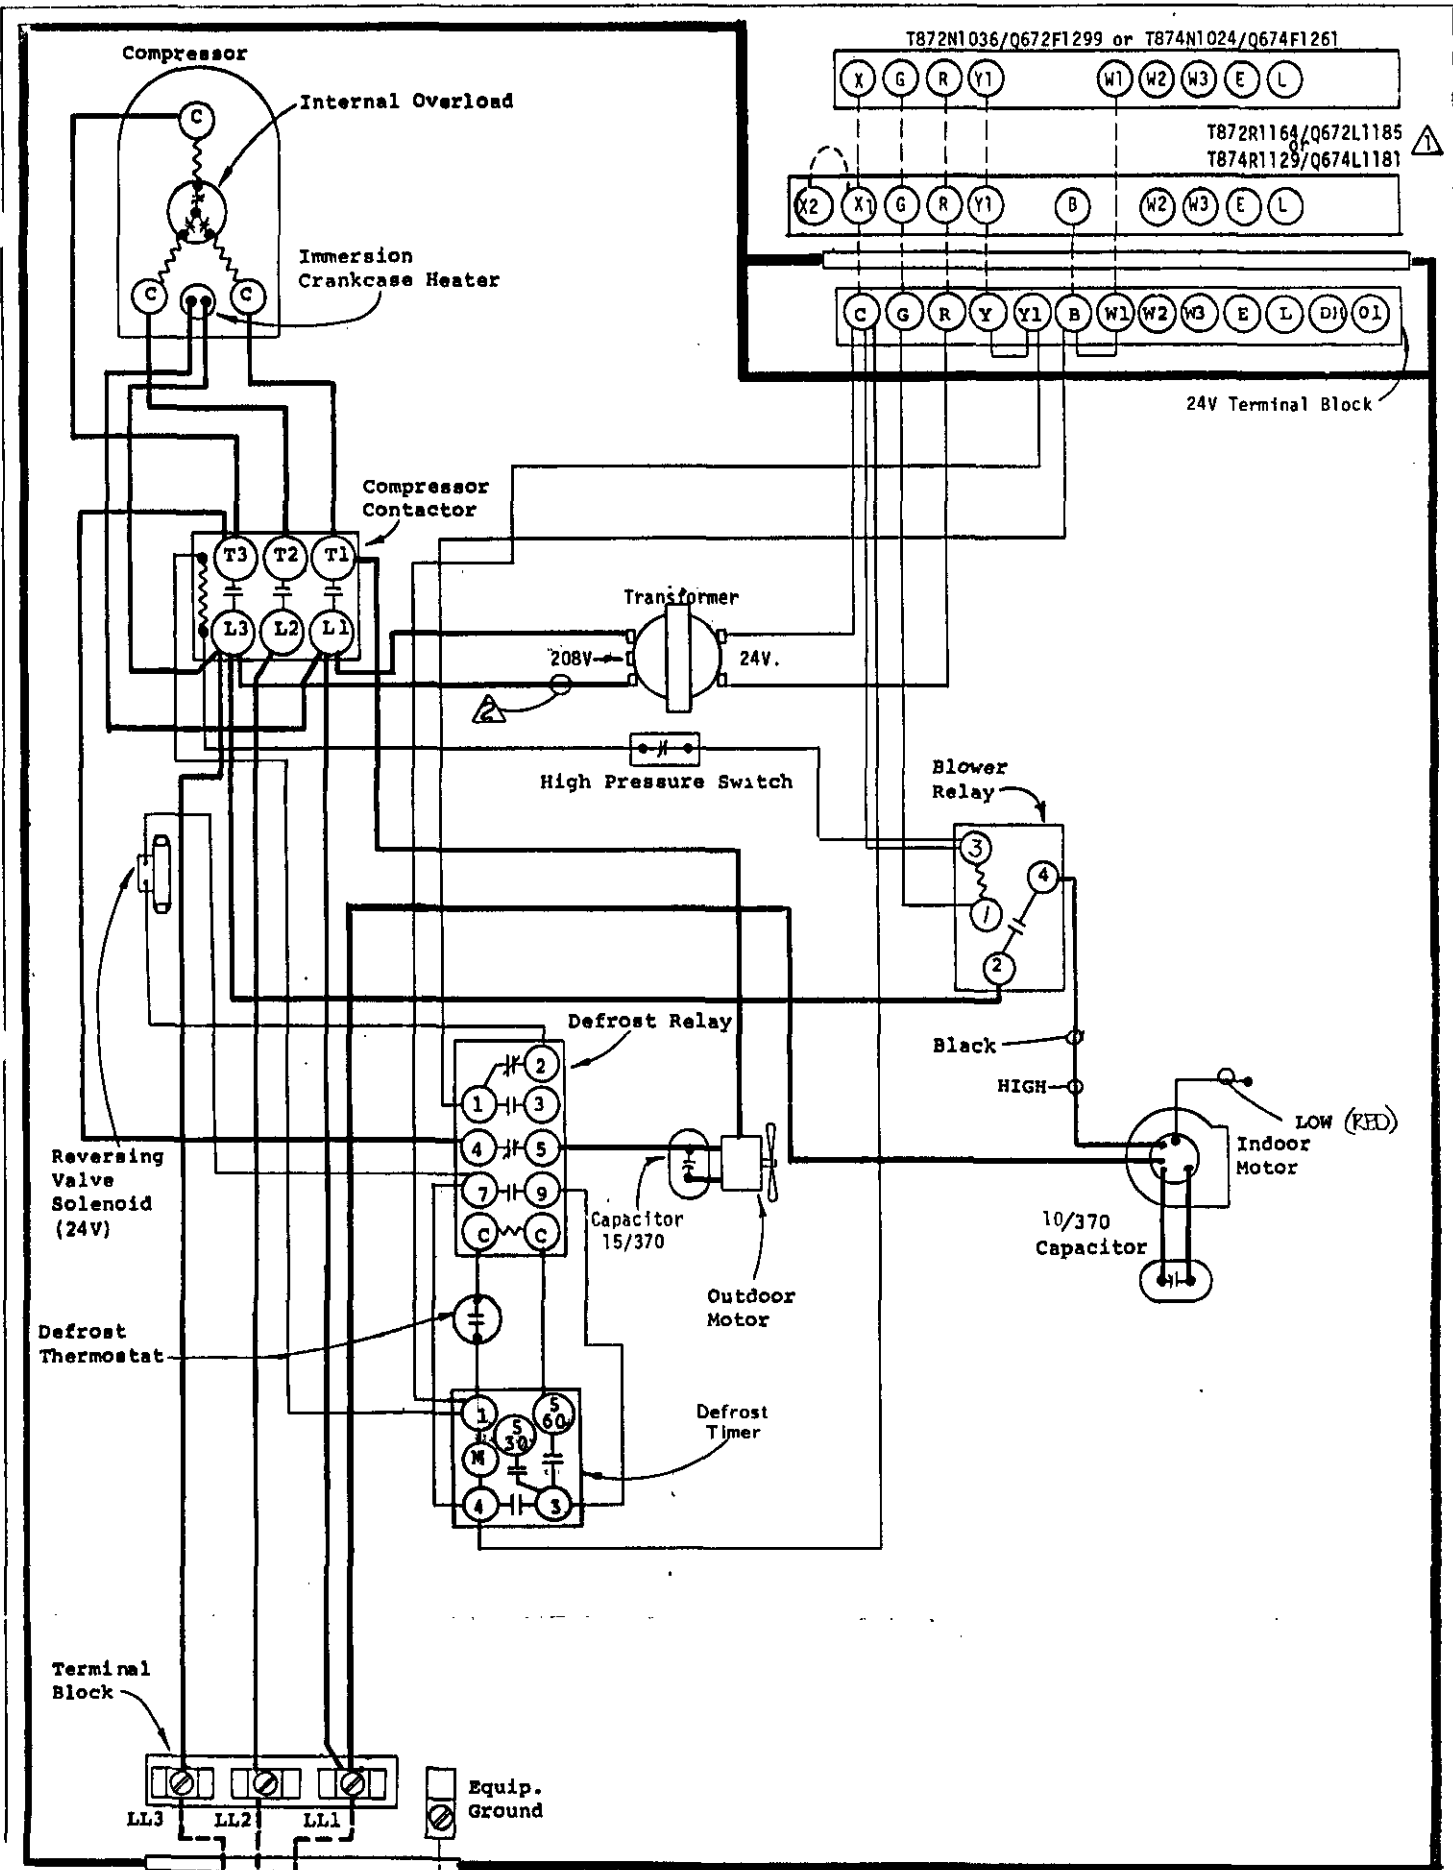 T872N1036/Q672F1299 or T874N1024/Q674F1261
Compressor
X G R Y1 W1 W2 W3 E L
Internal Overload
C
T872R1164/Q672L1185
or
T874R1129/Q674L1181
1
X2 X1 G R Y1 B W2 W3 E L
Immersion
Crankcase Heater
C C
C G R Y Y1 B W1 W2 W3 E L O1
24V Terminal Block
Compressor
Contactor
T3 T2 T1
L3 L2 L1
Transformer
208V
24V.
2
High Pressure Switch
Blower
Relay
3
4
1
2
Defrost Relay
Black
HIGH
LOW (RED)
Indoor
Motor
2
1 3
4 5
7 9
C C
Reversing
Valve
Solenoid
(24V)
Capacitor
15/370
10/370
Capacitor
Outdoor
Motor
Defrost
Thermostat
Defrost
Timer
1
S
30
S
60
M
4 3
Terminal
Block
LL3 LL2 LL1
Equip.
Ground